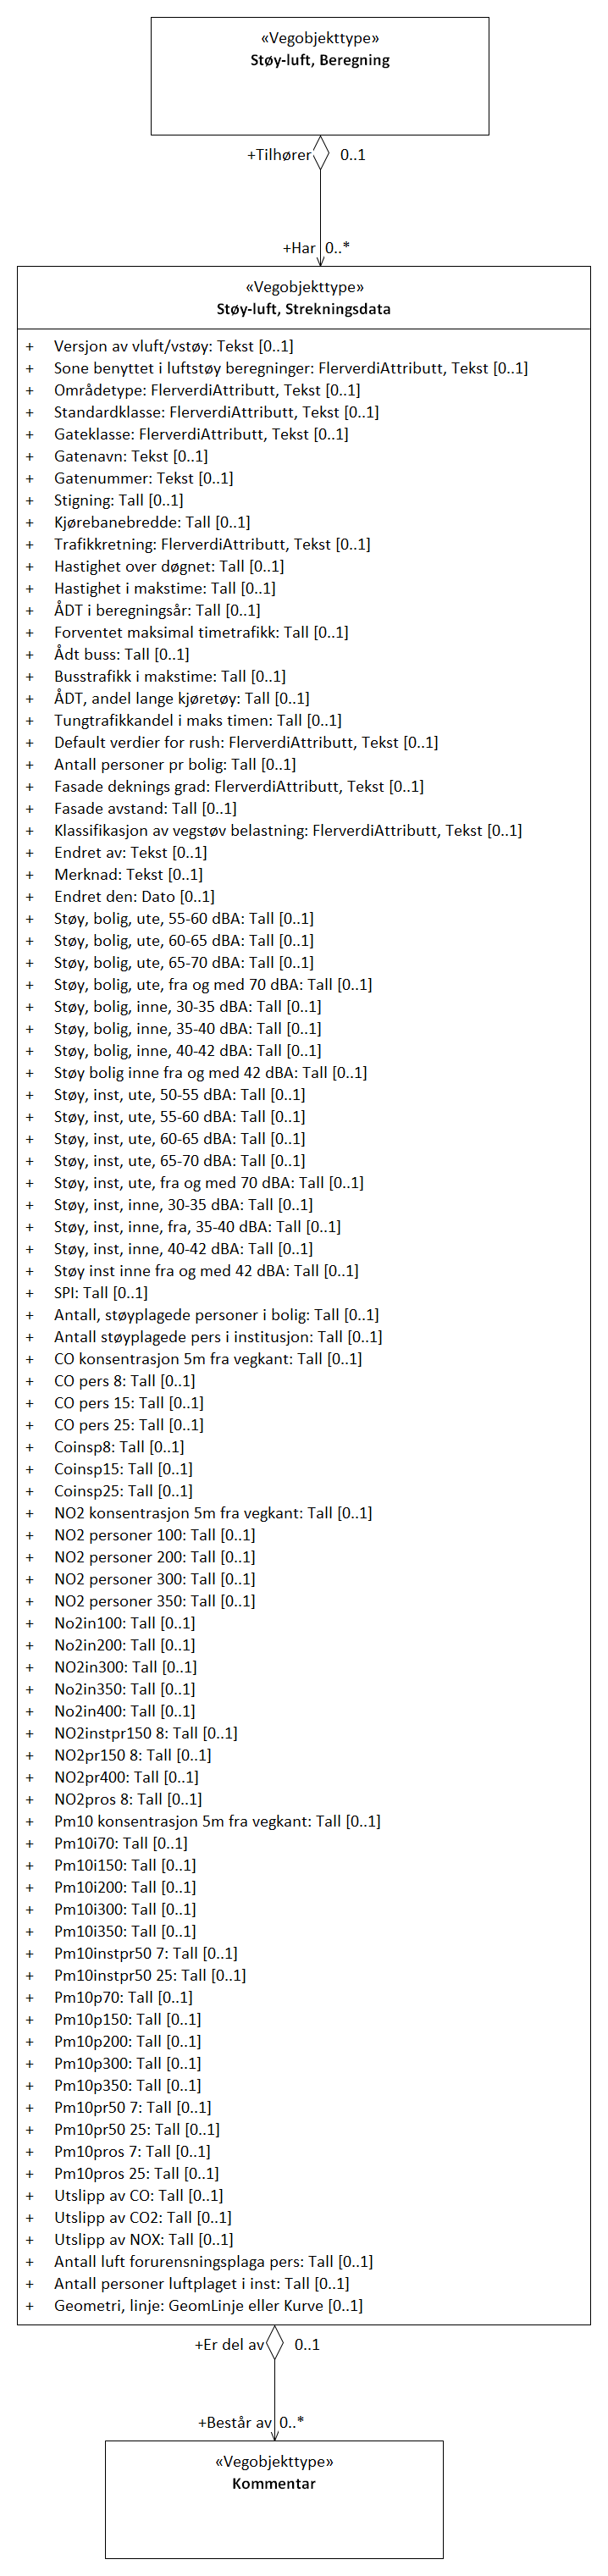 «Vegobjekttype»
Støy-luft, Beregning
+Tilhører 0..1
+Har 0..*
«Vegobjekttype»
Støy-luft, Strekningsdata
+ Versjon av vluft/vstøy: Tekst [0..1]
+ Sone benyttet i luftstøy beregninger: FlerverdiAttributt, Tekst [0..1]
+ Områdetype: FlerverdiAttributt, Tekst [0..1]
+ Standardklasse: FlerverdiAttributt, Tekst [0..1]
+ Gateklasse: FlerverdiAttributt, Tekst [0..1]
+ Gatenavn: Tekst [0..1]
+ Gatenummer: Tekst [0..1]
+ Stigning: Tall [0..1]
+ Kjørebanebredde: Tall [0..1]
+ Trafikkretning: FlerverdiAttributt, Tekst [0..1]
+ Hastighet over døgnet: Tall [0..1]
+ Hastighet i makstime: Tall [0..1]
+ ÅDT i beregningsår: Tall [0..1]
+ Forventet maksimal timetrafikk: Tall [0..1]
+ Ådt buss: Tall [0..1]
+ Busstrafikk i makstime: Tall [0..1]
+ ÅDT, andel lange kjøretøy: Tall [0..1]
+ Tungtrafikkandel i maks timen: Tall [0..1]
+ Default verdier for rush: FlerverdiAttributt, Tekst [0..1]
+ Antall personer pr bolig: Tall [0..1]
+ Fasade deknings grad: FlerverdiAttributt, Tekst [0..1]
+ Fasade avstand: Tall [0..1]
+ Klassifikasjon av vegstøv belastning: FlerverdiAttributt, Tekst [0..1]
+ Endret av: Tekst [0..1]
+ Merknad: Tekst [0..1]
+ Endret den: Dato [0..1]
+ Støy, bolig, ute, 55-60 dBA: Tall [0..1]
+ Støy, bolig, ute, 60-65 dBA: Tall [0..1]
+ Støy, bolig, ute, 65-70 dBA: Tall [0..1]
+ Støy, bolig, ute, fra og med 70 dBA: Tall [0..1]
+ Støy, bolig, inne, 30-35 dBA: Tall [0..1]
+ Støy, bolig, inne, 35-40 dBA: Tall [0..1]
+ Støy, bolig, inne, 40-42 dBA: Tall [0..1]
+ Støy bolig inne fra og med 42 dBA: Tall [0..1]
+ Støy, inst, ute, 50-55 dBA: Tall [0..1]
+ Støy, inst, ute, 55-60 dBA: Tall [0..1]
+ Støy, inst, ute, 60-65 dBA: Tall [0..1]
+ Støy, inst, ute, 65-70 dBA: Tall [0..1]
+ Støy, inst, ute, fra og med 70 dBA: Tall [0..1]
+ Støy, inst, inne, 30-35 dBA: Tall [0..1]
+ Støy, inst, inne, fra, 35-40 dBA: Tall [0..1]
+ Støy, inst, inne, 40-42 dBA: Tall [0..1]
+ Støy inst inne fra og med 42 dBA: Tall [0..1]
+ SPI: Tall [0..1]
+ Antall, støyplagede personer i bolig: Tall [0..1]
+ Antall støyplagede pers i institusjon: Tall [0..1]
+ CO konsentrasjon 5m fra vegkant: Tall [0..1]
+ CO pers 8: Tall [0..1]
+ CO pers 15: Tall [0..1]
+ CO pers 25: Tall [0..1]
+ Coinsp8: Tall [0..1]
+ Coinsp15: Tall [0..1]
+ Coinsp25: Tall [0..1]
+ NO2 konsentrasjon 5m fra vegkant: Tall [0..1]
+ NO2 personer 100: Tall [0..1]
+ NO2 personer 200: Tall [0..1]
+ NO2 personer 300: Tall [0..1]
+ NO2 personer 350: Tall [0..1]
+ No2in100: Tall [0..1]
+ No2in200: Tall [0..1]
+ NO2in300: Tall [0..1]
+ No2in350: Tall [0..1]
+ No2in400: Tall [0..1]
+ NO2instpr150 8: Tall [0..1]
+ NO2pr150 8: Tall [0..1]
+ NO2pr400: Tall [0..1]
+ NO2pros 8: Tall [0..1]
+ Pm10 konsentrasjon 5m fra vegkant: Tall [0..1]
+ Pm10i70: Tall [0..1]
+ Pm10i150: Tall [0..1]
+ Pm10i200: Tall [0..1]
+ Pm10i300: Tall [0..1]
+ Pm10i350: Tall [0..1]
+ Pm10instpr50 7: Tall [0..1]
+ Pm10instpr50 25: Tall [0..1]
+ Pm10p70: Tall [0..1]
+ Pm10p150: Tall [0..1]
+ Pm10p200: Tall [0..1]
+ Pm10p300: Tall [0..1]
+ Pm10p350: Tall [0..1]
+ Pm10pr50 7: Tall [0..1]
+ Pm10pr50 25: Tall [0..1]
+ Pm10pros 7: Tall [0..1]
+ Pm10pros 25: Tall [0..1]
+ Utslipp av CO: Tall [0..1]
+ Utslipp av CO2: Tall [0..1]
+ Utslipp av NOX: Tall [0..1]
+ Antall luft forurensningsplaga pers: Tall [0..1]
+ Antall personer luftplaget i inst: Tall [0..1]
+ Geometri, linje: GeomLinje eller Kurve [0..1]
+Er del av 0..1
+Består av 0..*
«Vegobjekttype»
Kommentar